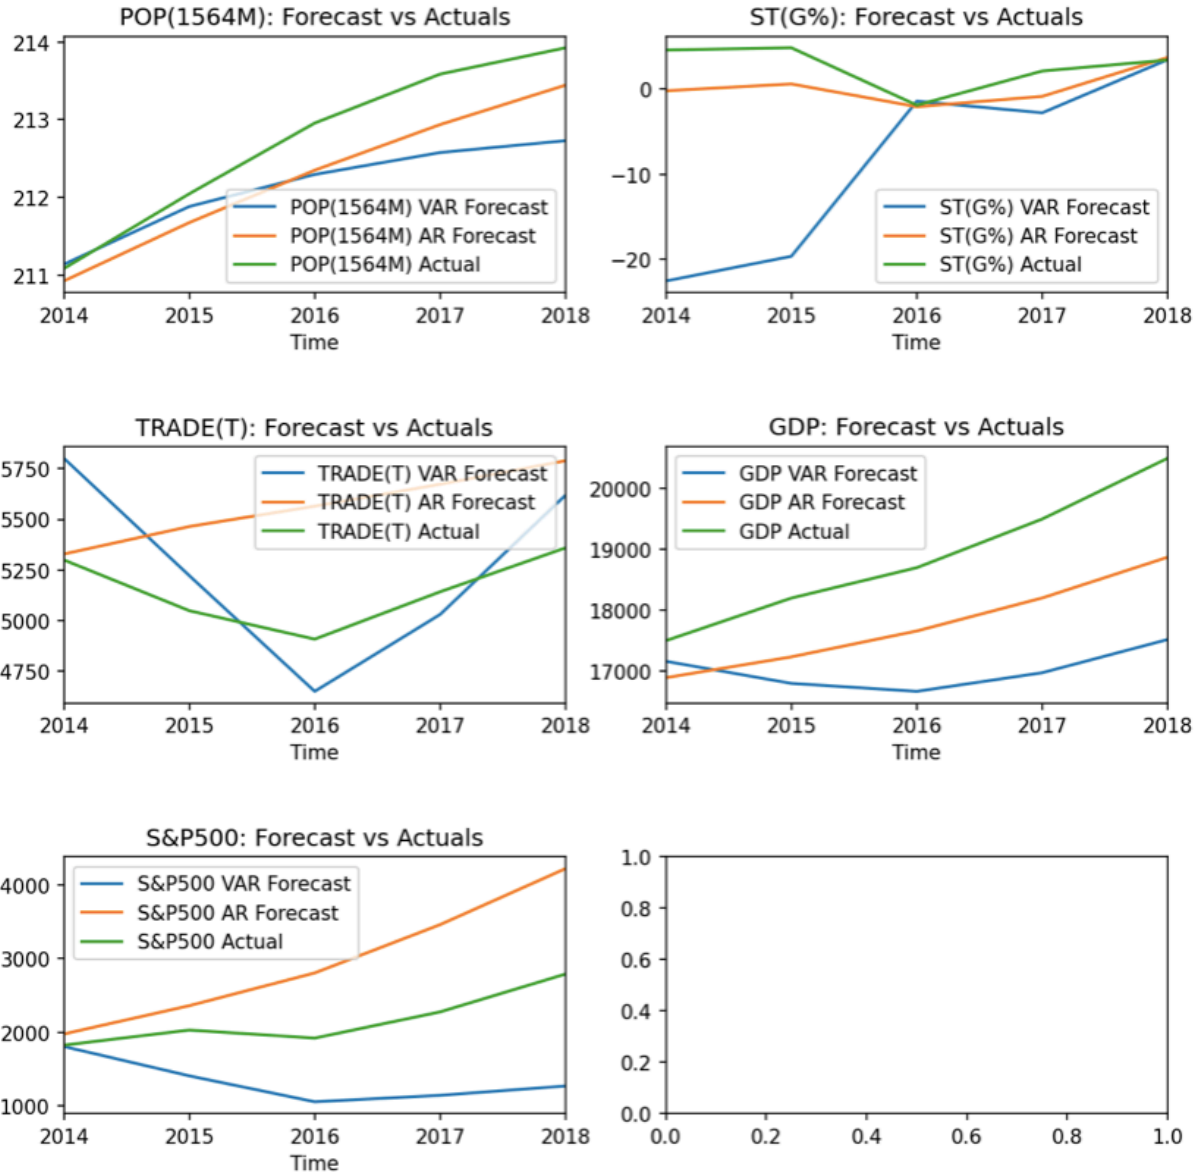 POP(1564M): Forecast vs Actuals
214
213
212
211
POP(1564M) VAR Forecast
POP(1564M) AR Forecast
POP(1564M) Actual
2014 2015 2016 2017 2018
Time
ST(G%): Forecast vs Actuals
0
−10
−20
ST(G%) VAR Forecast
ST(G%) AR Forecast
ST(G%) Actual
2014 2015 2016 2017 2018
Time
TRADE(T): Forecast vs Actuals
5750
5500
5250
5000
4750
TRADE(T) VAR Forecast
TRADE(T) AR Forecast
TRADE(T) Actual
2014 2015 2016 2017 2018
Time
GDP: Forecast vs Actuals
20000
19000
18000
17000
GDP VAR Forecast
GDP AR Forecast
GDP Actual
2014 2015 2016 2017 2018
Time
S&P500: Forecast vs Actuals
4000
3000
2000
1000
S&P500 VAR Forecast
S&P500 AR Forecast
S&P500 Actual
2014 2015 2016 2017 2018
Time
1.0
0.8
0.6
0.4
0.2
0.0
0.0 0.2 0.4 0.6 0.8 1.0